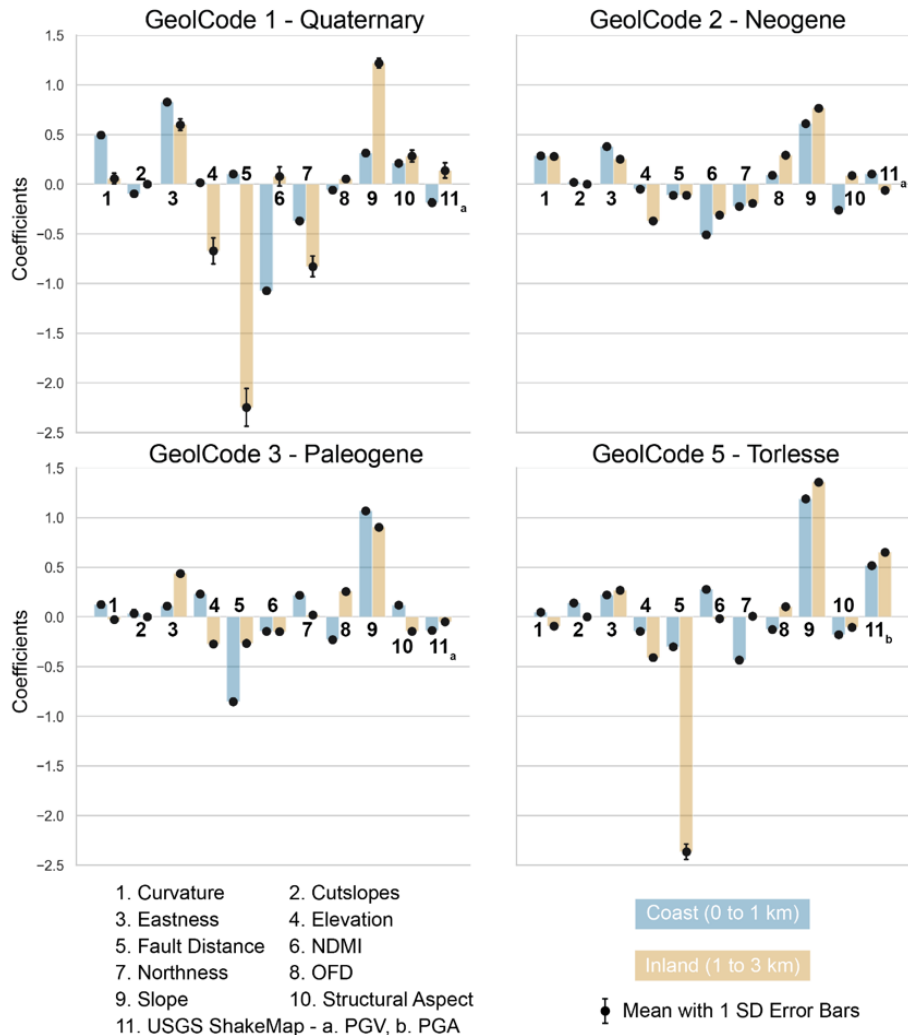 GeolCode 1 - Quaternary
GeolCode 2 - Neogene
1.5
1.0
0.5
0.0
−0.5
−1.0
−1.5
−2.0
−2.5
Coefficients
1 2 3 4 5 6 7 8 9 10 11 a
1 2 3 4 5 6 7 8 9 10 11 a
GeolCode 3 - Paleogene
GeolCode 5 - Torlesse
1.5
1.0
0.5
0.0
−0.5
−1.0
−1.5
−2.0
−2.5
Coefficients
1 2 3 4 5 6 7 8 9 10 11 a
1 2 3 4 5 6 7 8 9 10 11 b
1. Curvature
2. Cutslopes
3. Eastness
4. Elevation
5. Fault Distance
6. NDMI
7. Northness
8. OFD
9. Slope
10. Structural Aspect
11. USGS ShakeMap - a. PGV, b. PGA
Coast (0 to 1 km)
Inland (1 to 3 km)
Mean with 1 SD Error Bars